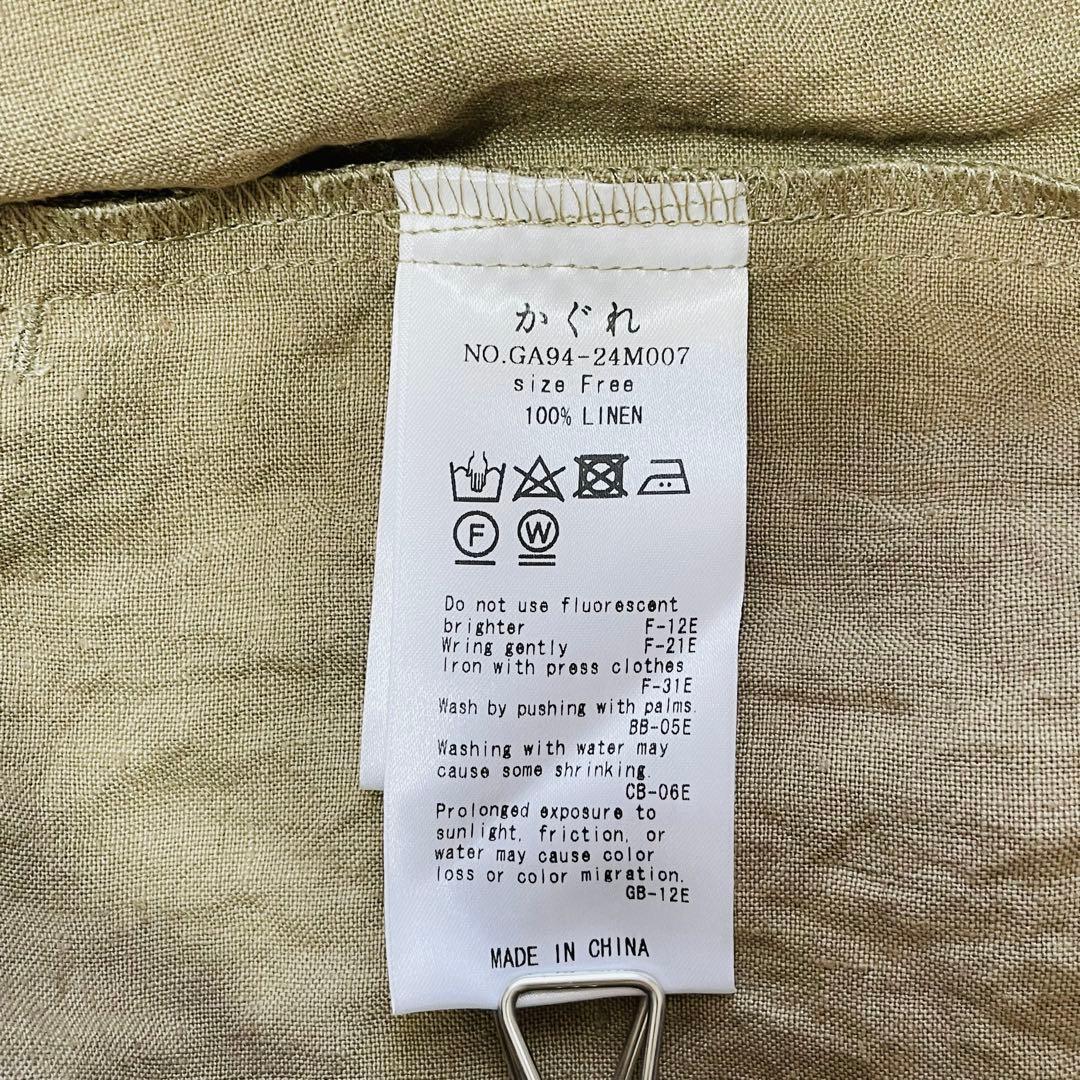 かぐれ
NO.GA94-24M007
size Free
100% LINEN
F
W
Do not use fluorescent
brighter F-12E
Wring gently F-21E
Iron with press clothes
F-31E
Wash by pushing with palms.
BB-05E
Washing with water may
cause some shrinking.
CB-06E
Prolonged exposure to
sunlight, friction, or
water may cause color
loss or color migration.
GB-12E
MADE IN CHINA